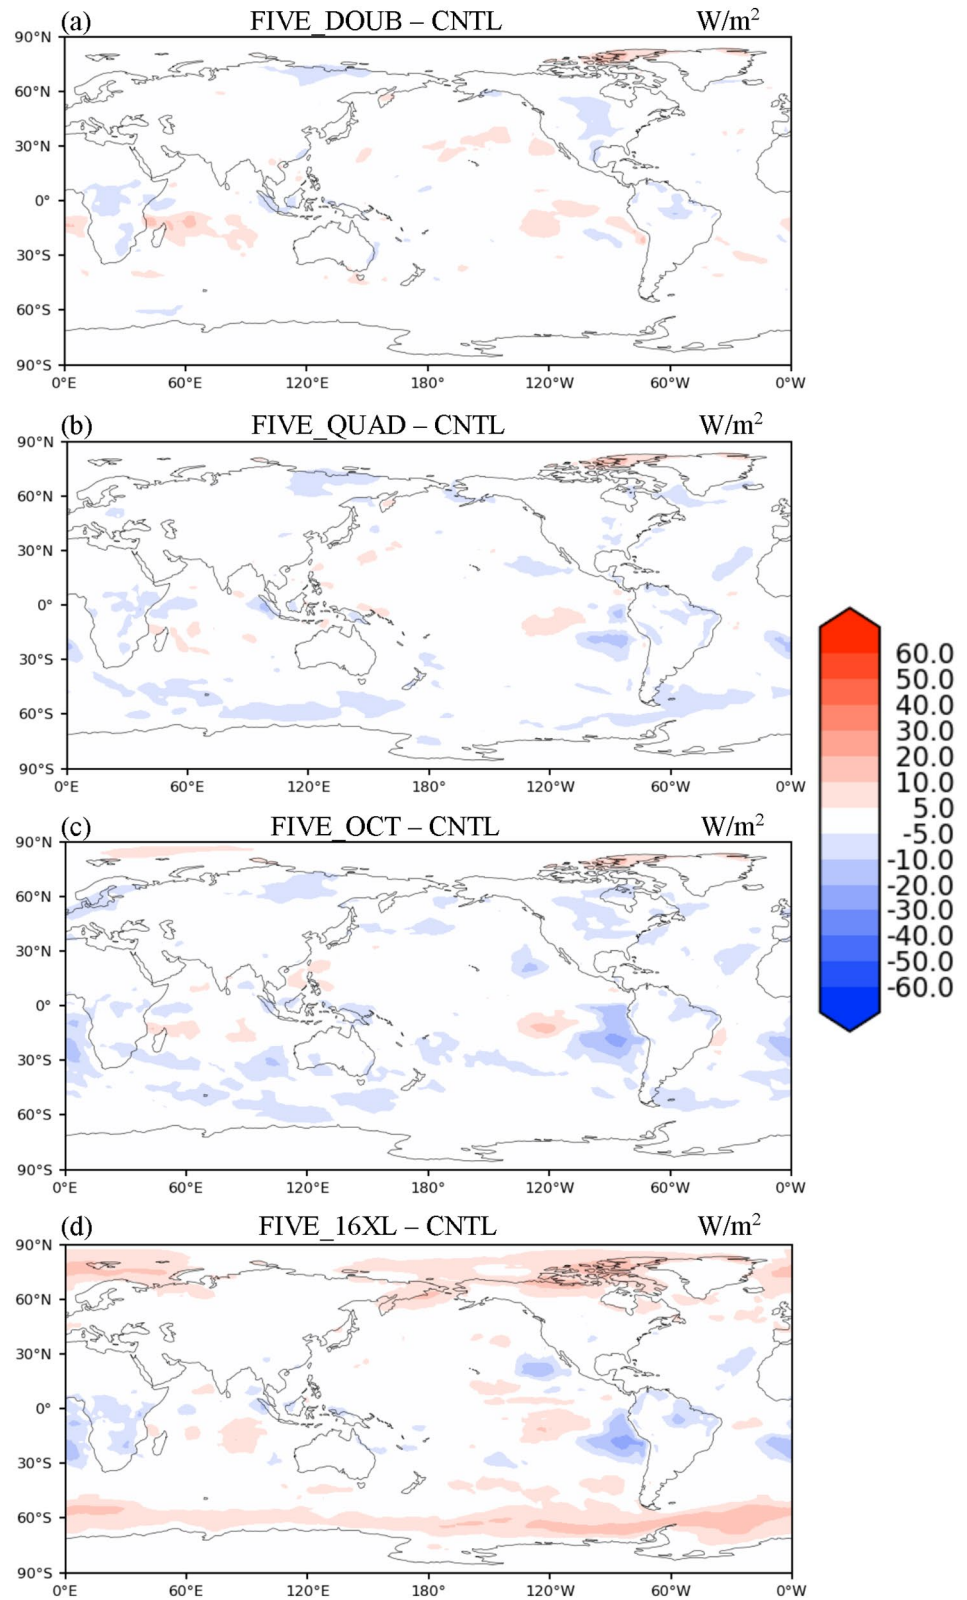 (a) FIVE_DOUB – CNTL W/m²
90°N
60°N
30°N
0°
30°S
60°S
90°S
0°E 60°E 120°E 180° 120°W 60°W 0°W
(b) FIVE_QUAD – CNTL W/m²
90°N
60°N
30°N
0°
30°S
60°S
90°S
0°E 60°E 120°E 180° 120°W 60°W 0°W
(c) FIVE_OCT – CNTL W/m²
90°N
60°N
30°N
0°
30°S
60°S
90°S
0°E 60°E 120°E 180° 120°W 60°W 0°W
(d) FIVE_16XL – CNTL W/m²
90°N
60°N
30°N
0°
30°S
60°S
90°S
0°E 60°E 120°E 180° 120°W 60°W 0°W
60.0
50.0
40.0
30.0
20.0
10.0
5.0
-5.0
-10.0
-20.0
-30.0
-40.0
-50.0
-60.0